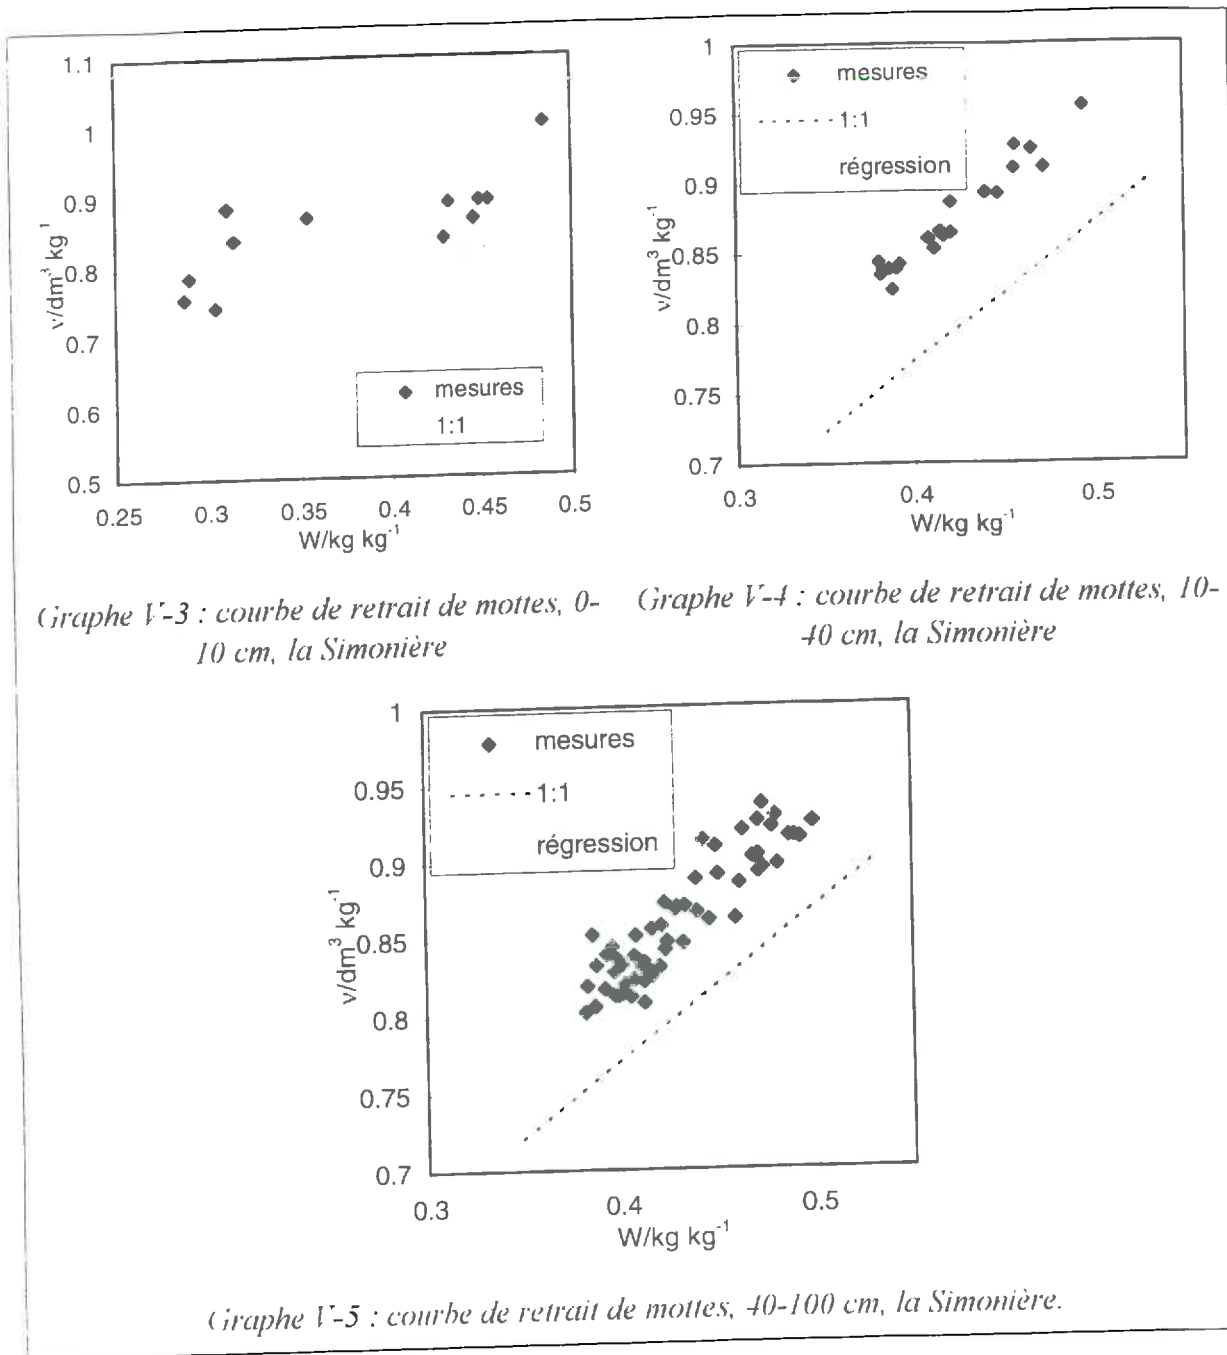 1.1
1
0.9
0.8
0.7
0.6
0.5
ν/dm³ kg⁻¹
0.25 0.3 0.35 0.4 0.45 0.5
W/kg kg⁻¹
mesures
1:1
Graphe V-3 : courbe de retrait de mottes, 0-
10 cm, la Simonière
1
0.95
0.9
0.85
0.8
0.75
0.7
ν/dm³ kg⁻¹
0.3 0.4 0.5
W/kg kg⁻¹
mesures
1:1
régression
Graphe V-4 : courbe de retrait de mottes, 10-
40 cm, la Simonière
1
0.95
0.9
0.85
0.8
0.75
0.7
ν/dm³ kg⁻¹
0.3 0.4 0.5
W/kg kg⁻¹
mesures
1:1
régression
Graphe V-5 : courbe de retrait de mottes, 40-100 cm, la Simonière.